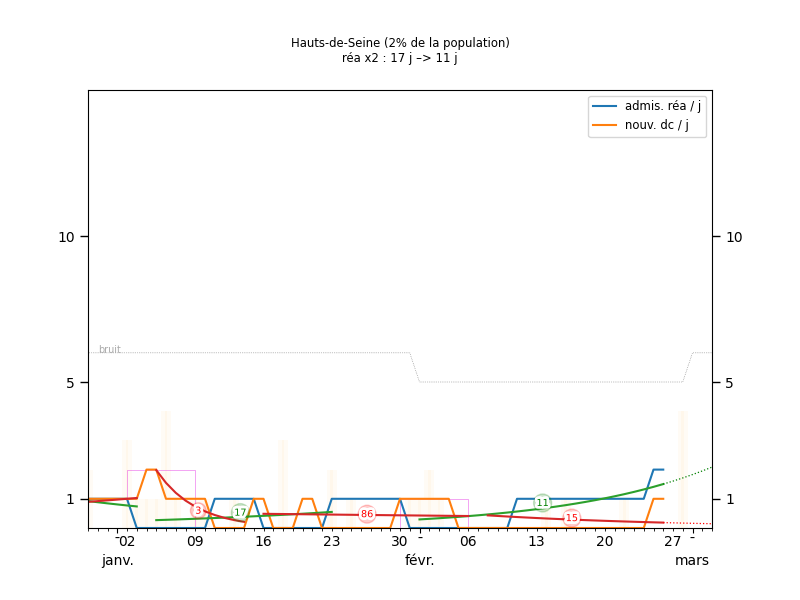 Hauts-de-Seine (2% de la population)
réa x2 : 17 j –> 11 j
admis. réa / j
nouv. dc / j
10
10
bruit
5
5
1
1
3
17
86
11
15
02
09
16
23
30
06
13
20
27
janv.
févr.
mars